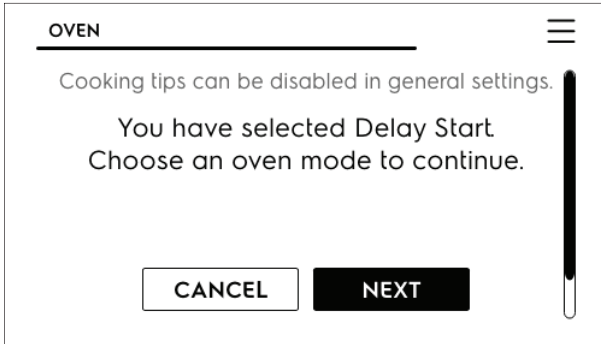 OVEN
Cooking tips can be disabled in general settings.
You have selected Delay Start.
Choose an oven mode to continue.
CANCEL NEXT